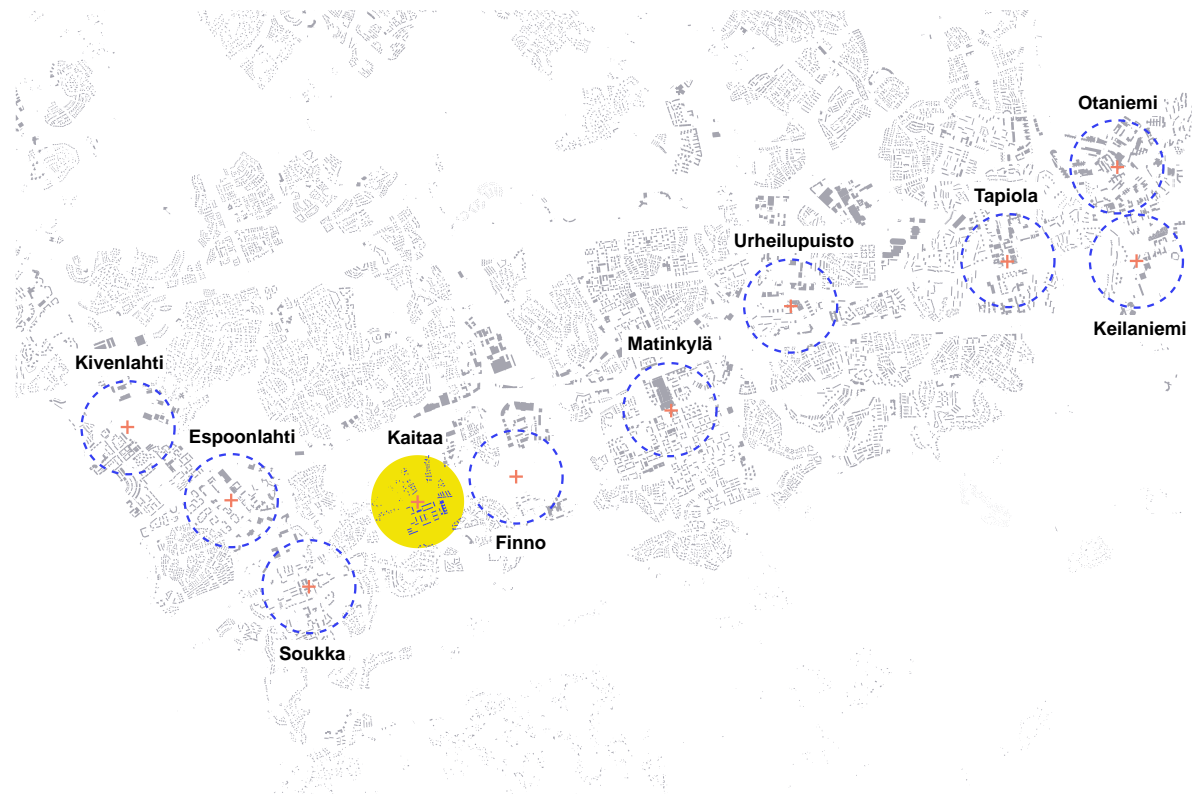 Otaniemi
Tapiola
Urheilupuisto
Keilaniemi
Matinkylä
Kivenlahti
Espoonlahti
Kaitaa
Finno
Soukka